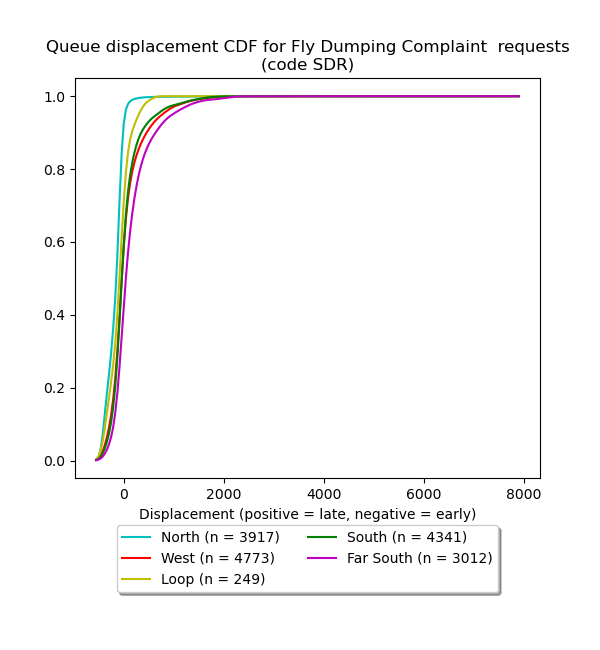 Queue displacement CDF for Fly Dumping Complaint  requests
(code SDR)
1.0
0.8
0.6
0.4
0.2
0.0
0 2000 4000 6000 8000
Displacement (positive = late, negative = early)
North (n = 3917)
West (n = 4773)
Loop (n = 249)
South (n = 4341)
Far South (n = 3012)